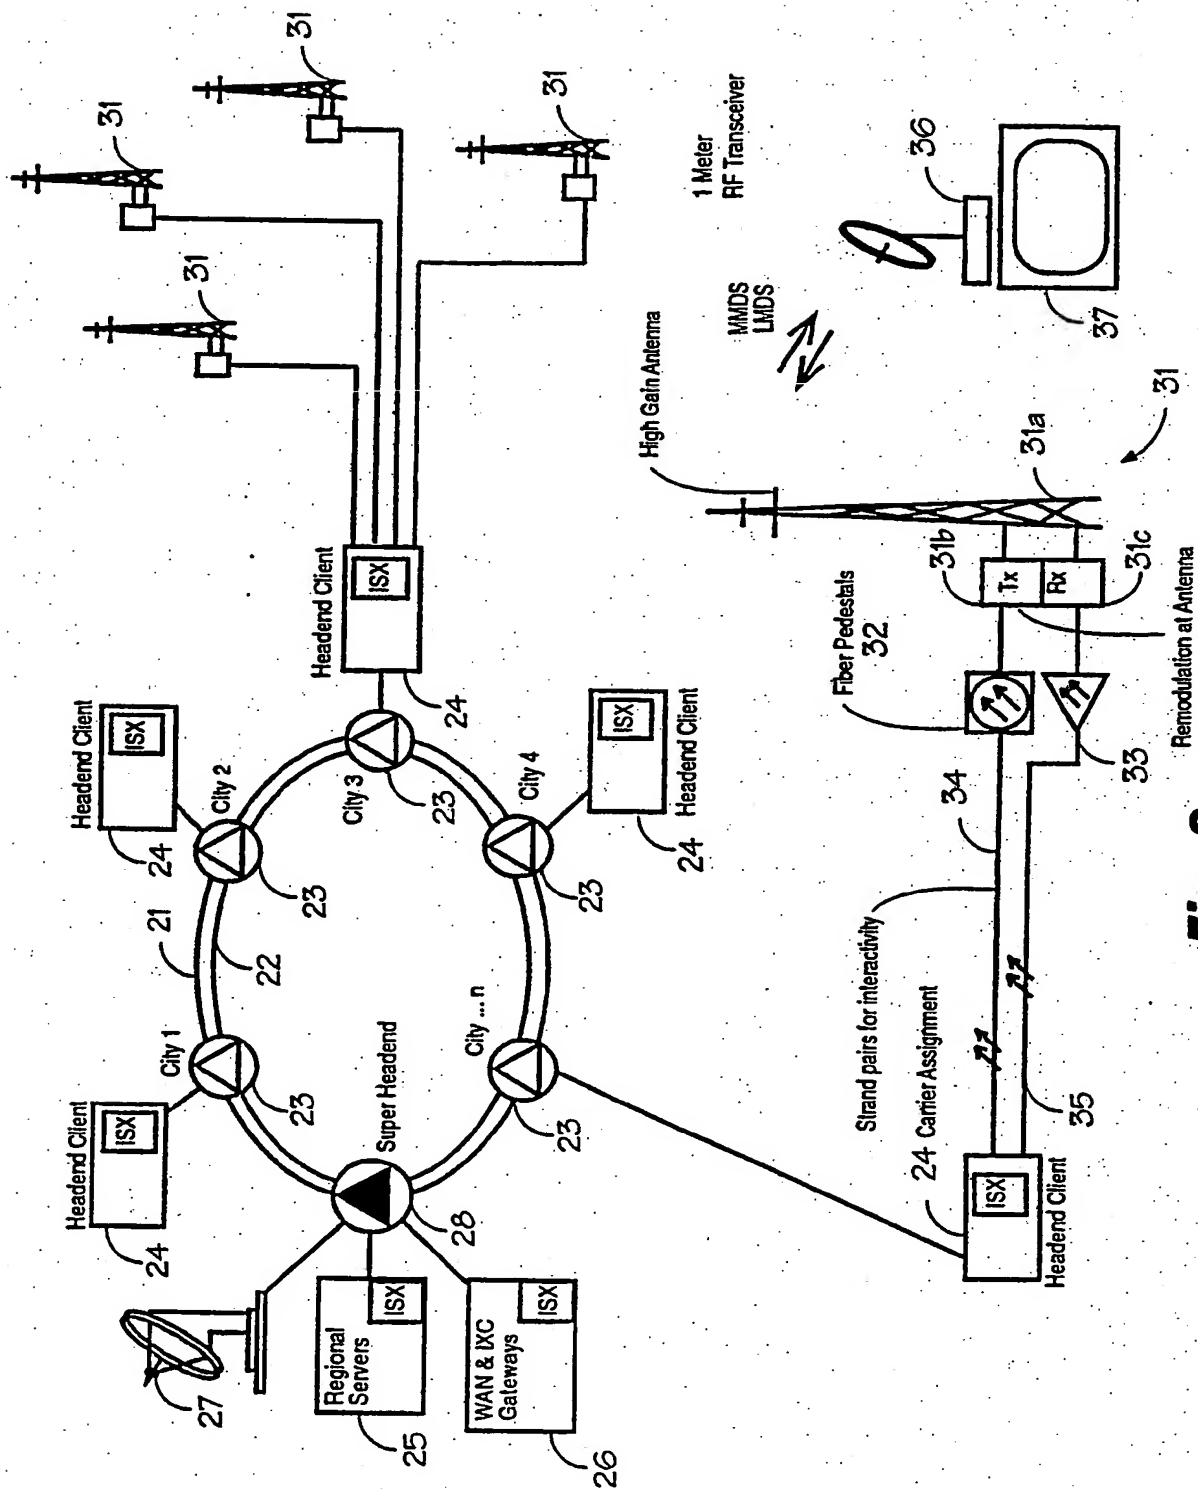 27
Regional
Servers
ISX
25
WAN & IXC
Gateways
ISX
26
Super Headend
28
Headend Client
ISX
24
City 1
23
21
22
Headend Client
ISX
24
City 2
23
City 3
23
Headend Client
ISX
24
City 4
23
Headend Client
ISX
24
City ... n
23
31
31
31
31
Headend Client
ISX
24 Carrier Assignment
Strand pairs for interactivity
34
35
Fiber Pedestals
32
33
31b
Tx
Rx
31c
Remodulation at Antenna
High Gain Antenna
31a
31
MMDS
LMDS
1 Meter
RF Transceiver
36
37